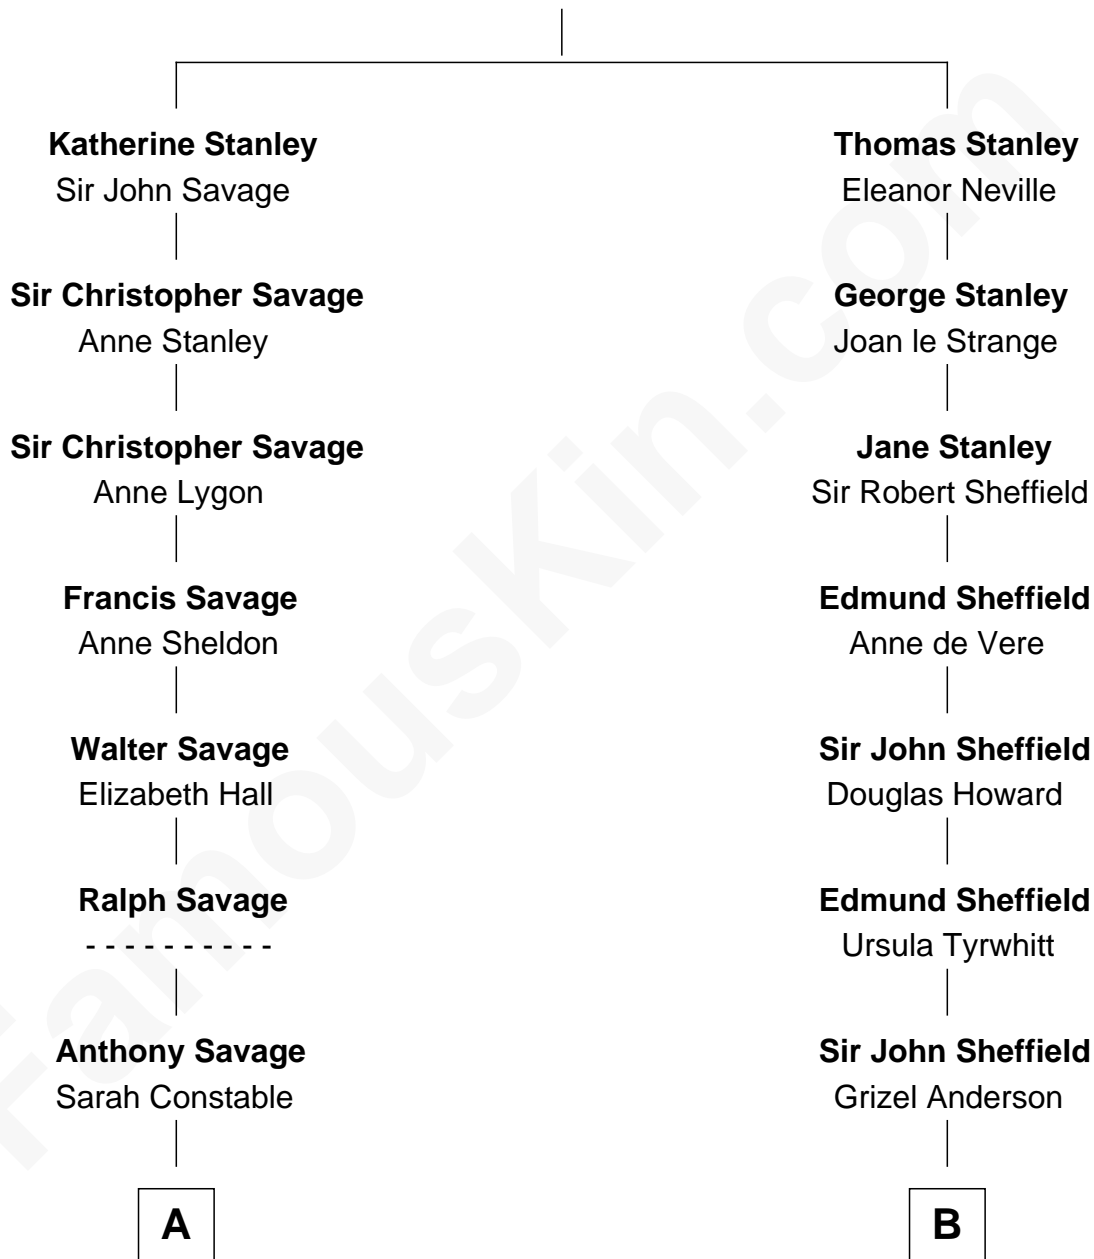 Katherine Stanley
Sir John Savage
Sir Christopher Savage
Anne Stanley
Sir Christopher Savage
Anne Lygon
Francis Savage
Anne Sheldon
Walter Savage
Elizabeth Hall
Ralph Savage
- - - - - - - - - -
Anthony Savage
Sarah Constable
A
Thomas Stanley
Eleanor Neville
George Stanley
Joan le Strange
Jane Stanley
Sir Robert Sheffield
Edmund Sheffield
Anne de Vere
Sir John Sheffield
Douglas Howard
Edmund Sheffield
Ursula Tyrwhitt
Sir John Sheffield
Grizel Anderson
B
FamousKin.com